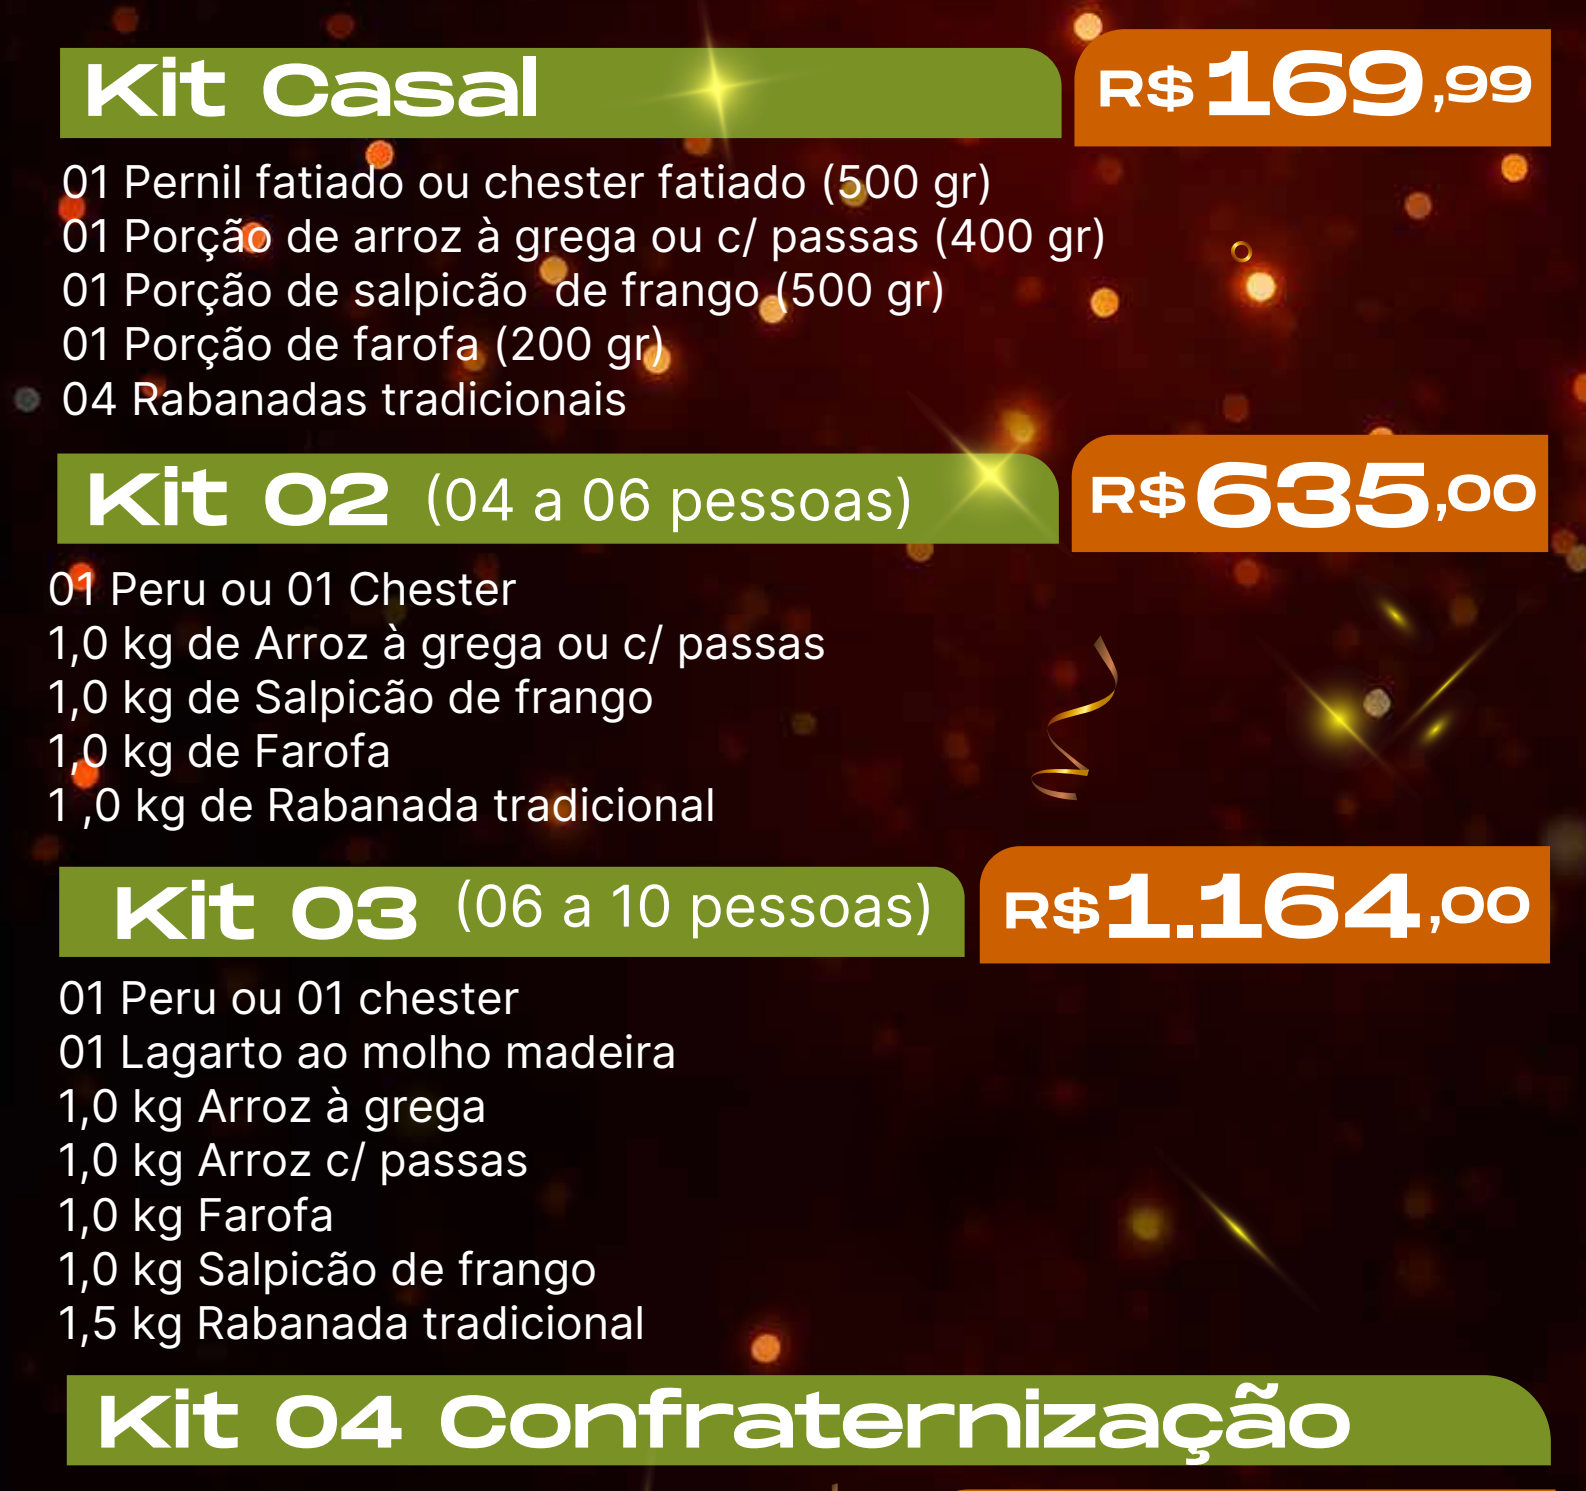 Kit Casal R$169,99
01 Pernil fatiado ou chester fatiado (500 gr)
01 Porção de arroz à grega ou c/ passas (400 gr)
01 Porção de salpicão  de frango (500 gr)
01 Porção de farofa (200 gr)
04 Rabanadas tradicionais
Kit 02 (04 a 06 pessoas) R$635,00
01 Peru ou 01 Chester
1,0 kg de Arroz à grega ou c/ passas
1,0 kg de Salpicão de frango
1,0 kg de Farofa
1 ,0 kg de Rabanada tradicional
Kit 03 (06 a 10 pessoas) R$1.164,00
01 Peru ou 01 chester
01 Lagarto ao molho madeira
1,0 kg Arroz à grega
1,0 kg Arroz c/ passas
1,0 kg Farofa
1,0 kg Salpicão de frango
1,5 kg Rabanada tradicional
Kit 04 Confraternização